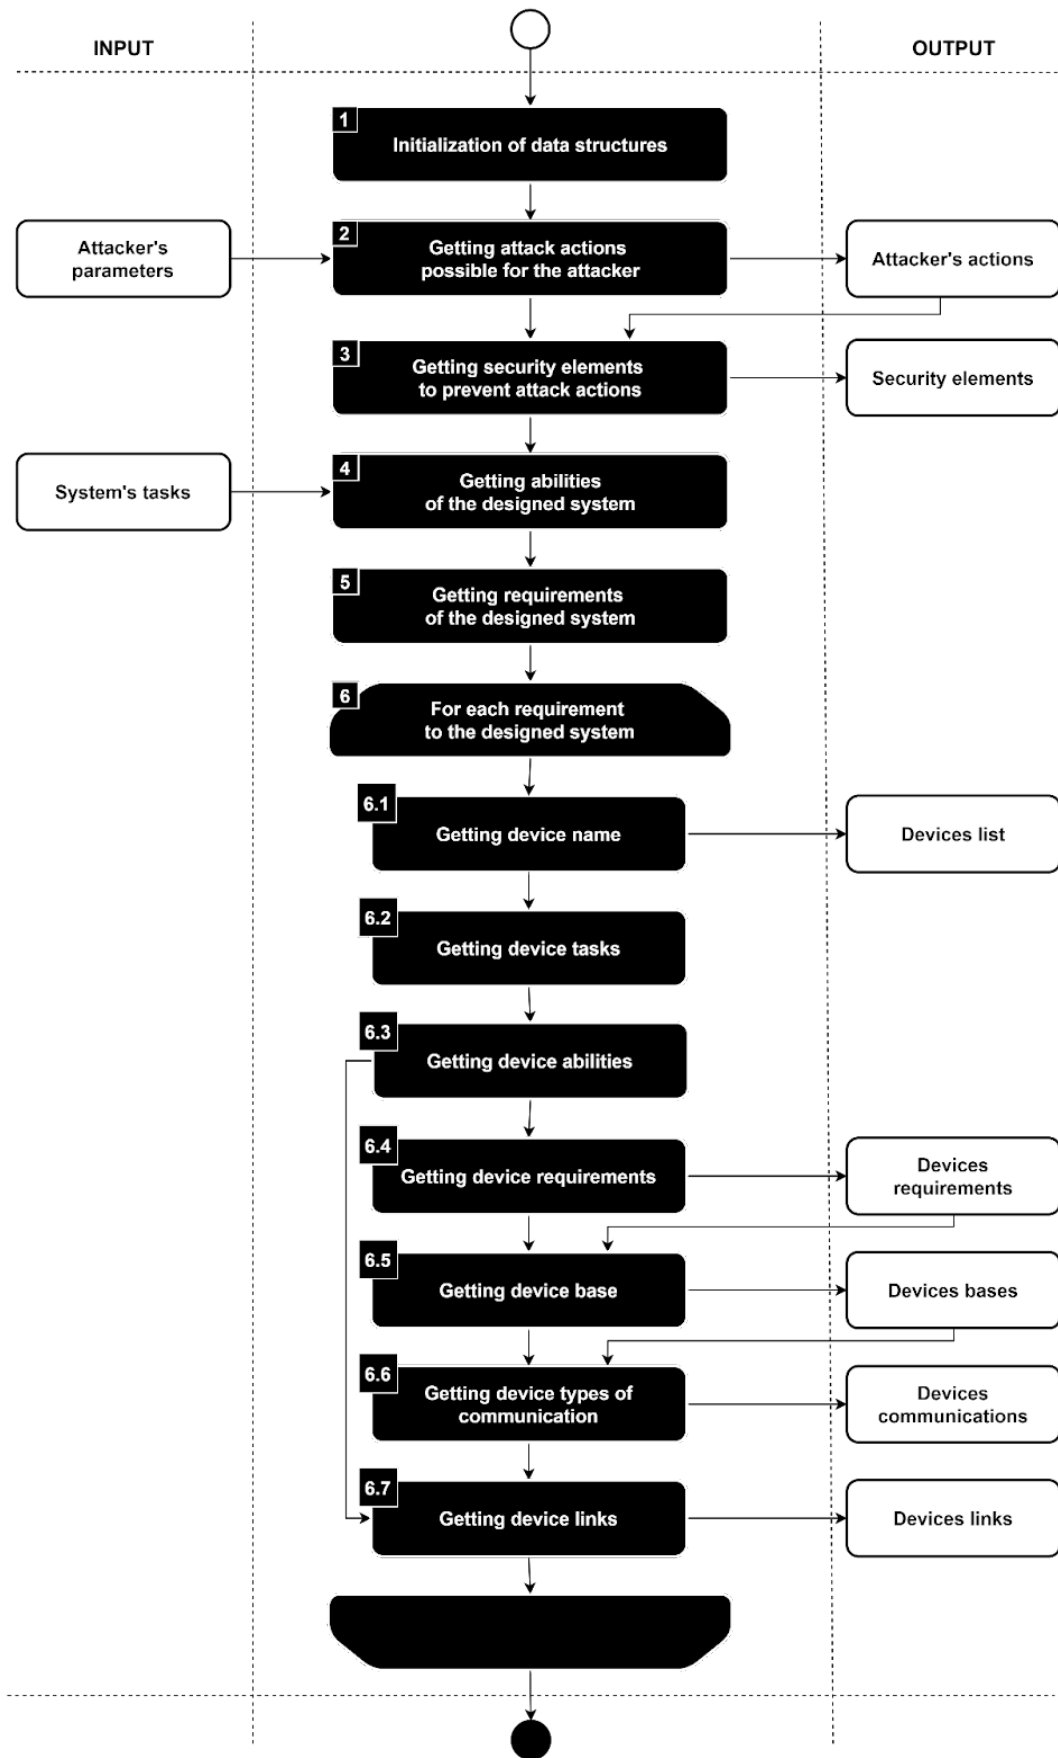 INPUT
OUTPUT
1
Initialization of data structures
Attacker's
parameters
2
Getting attack actions
possible for the attacker
Attacker's actions
3
Getting security elements
to prevent attack actions
Security elements
System's tasks
4
Getting abilities
of the designed system
5
Getting requirements
of the designed system
6
For each requirement
to the designed system
6.1
Getting device name
Devices list
6.2
Getting device tasks
6.3
Getting device abilities
6.4
Getting device requirements
Devices
requirements
6.5
Getting device base
Devices bases
6.6
Getting device types of
communication
Devices
communications
6.7
Getting device links
Devices links